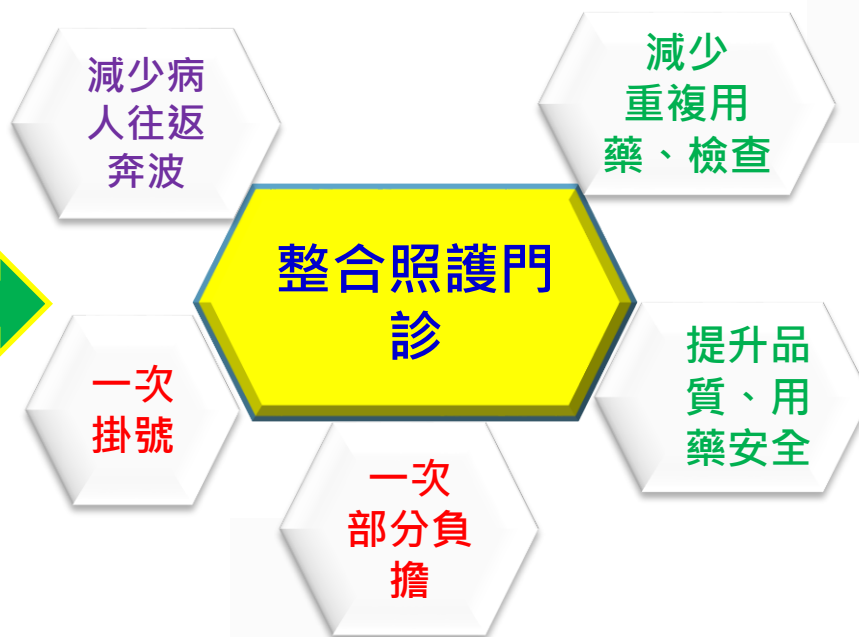 減少病
人往返
奔波
減少
重複用
藥、檢查
整合照護門
診
一次
掛號
提升品
質、用
藥安全
一次
部分負
擔